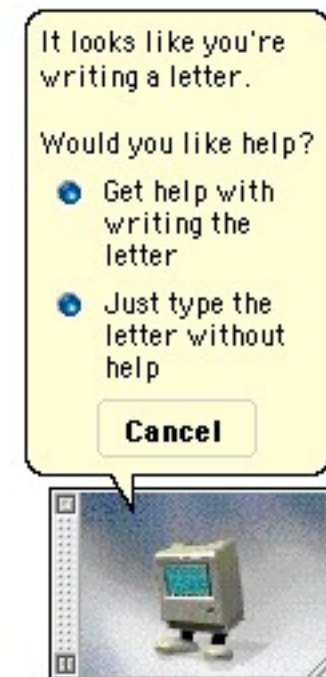 It looks like you're
writing a letter.
Would you like help?
Get help with
writing the
letter
Just type the
letter without
help
Cancel